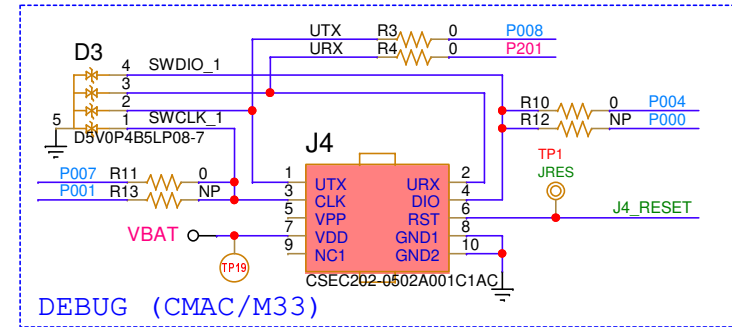 UTX R3 0 P008
URX R4 0 P201
D3
4 SWDIO_1
3
2
5 1 SWCLK_1
D5V0P4B5LP08-7
R10 0 P004
R12 NP P000
J4
TP1
JRES
P007 R11 0
P001 R13 NP
1 UTX URX 2
3 CLK DIO 4
5 VPP RST 6
J4_RESET
7 VDD GND1 8
9 NC1 GND2 10
VBAT
TP19
CSEC202-0502A001C1AC
DEBUG (CMAC/M33)